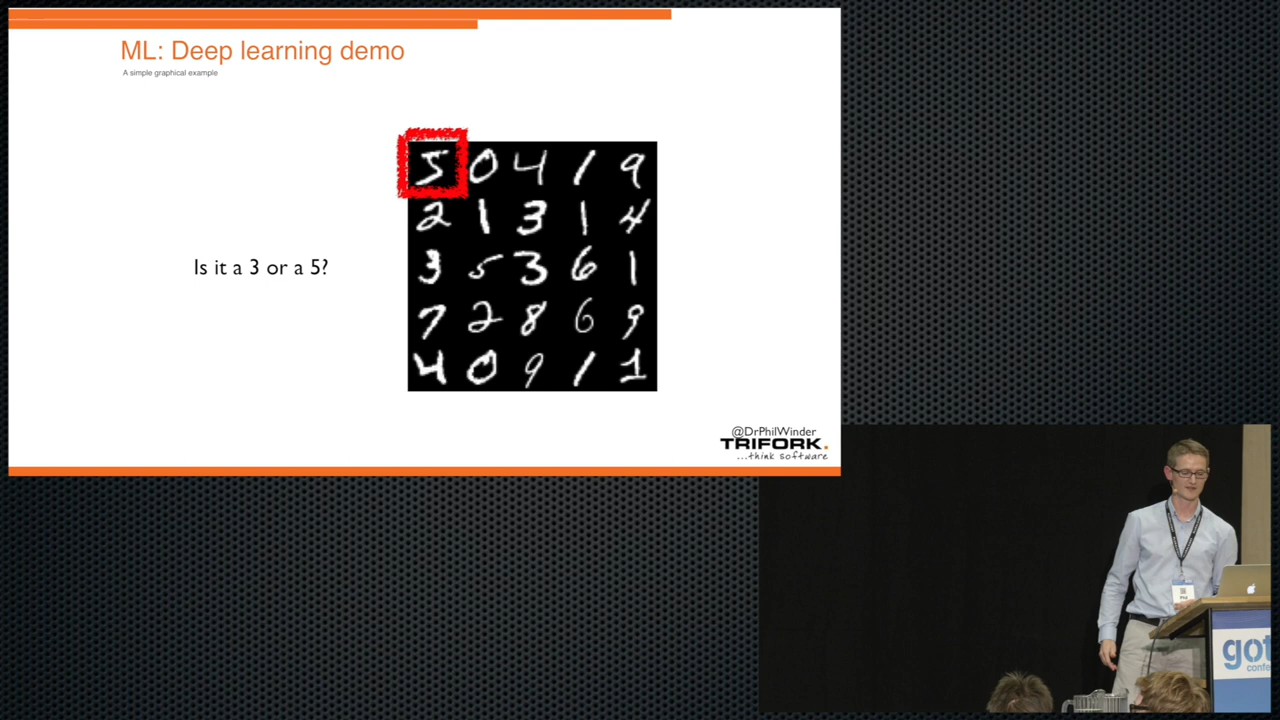 ML: Deep learning demo
A simple graphical example
5 0 4 1 9
2 1 3 1 4
3 5 3 6 1
7 2 8 6 9
4 0 9 1 1
Is it a 3 or a 5?
@DrPhilWinder
TRIFORK.
...think software
Phil
got
confe